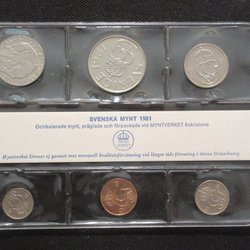 SVENSKA MYNT 1981
Ocirkulerade mynt, präglade och förpackade vid MYNTVERKET Eskilstuna
Myntverket lämnar ej garanti mot eventuell kvalitetsförsämring vid längre tids förvaring i denna förpackning.